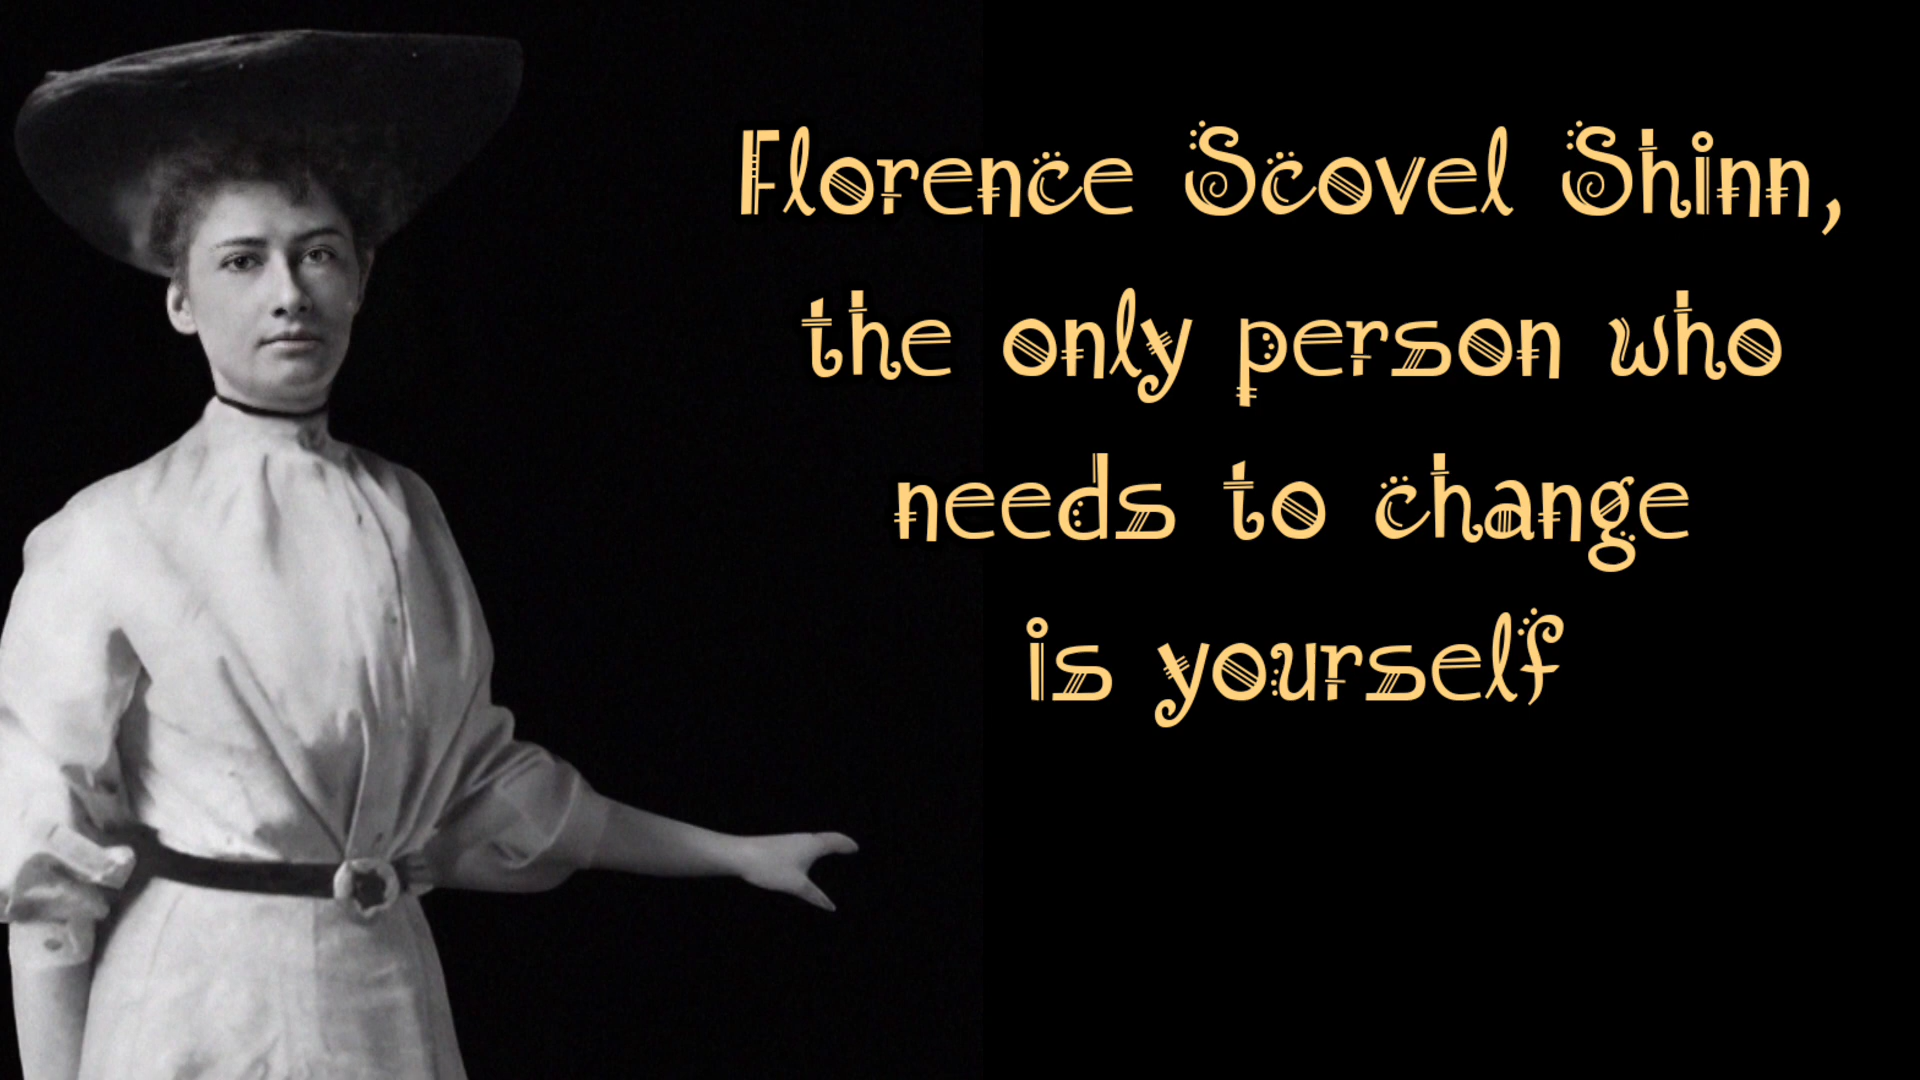 Florence Scovel Shinn,
the only person who
needs to change
is yourself